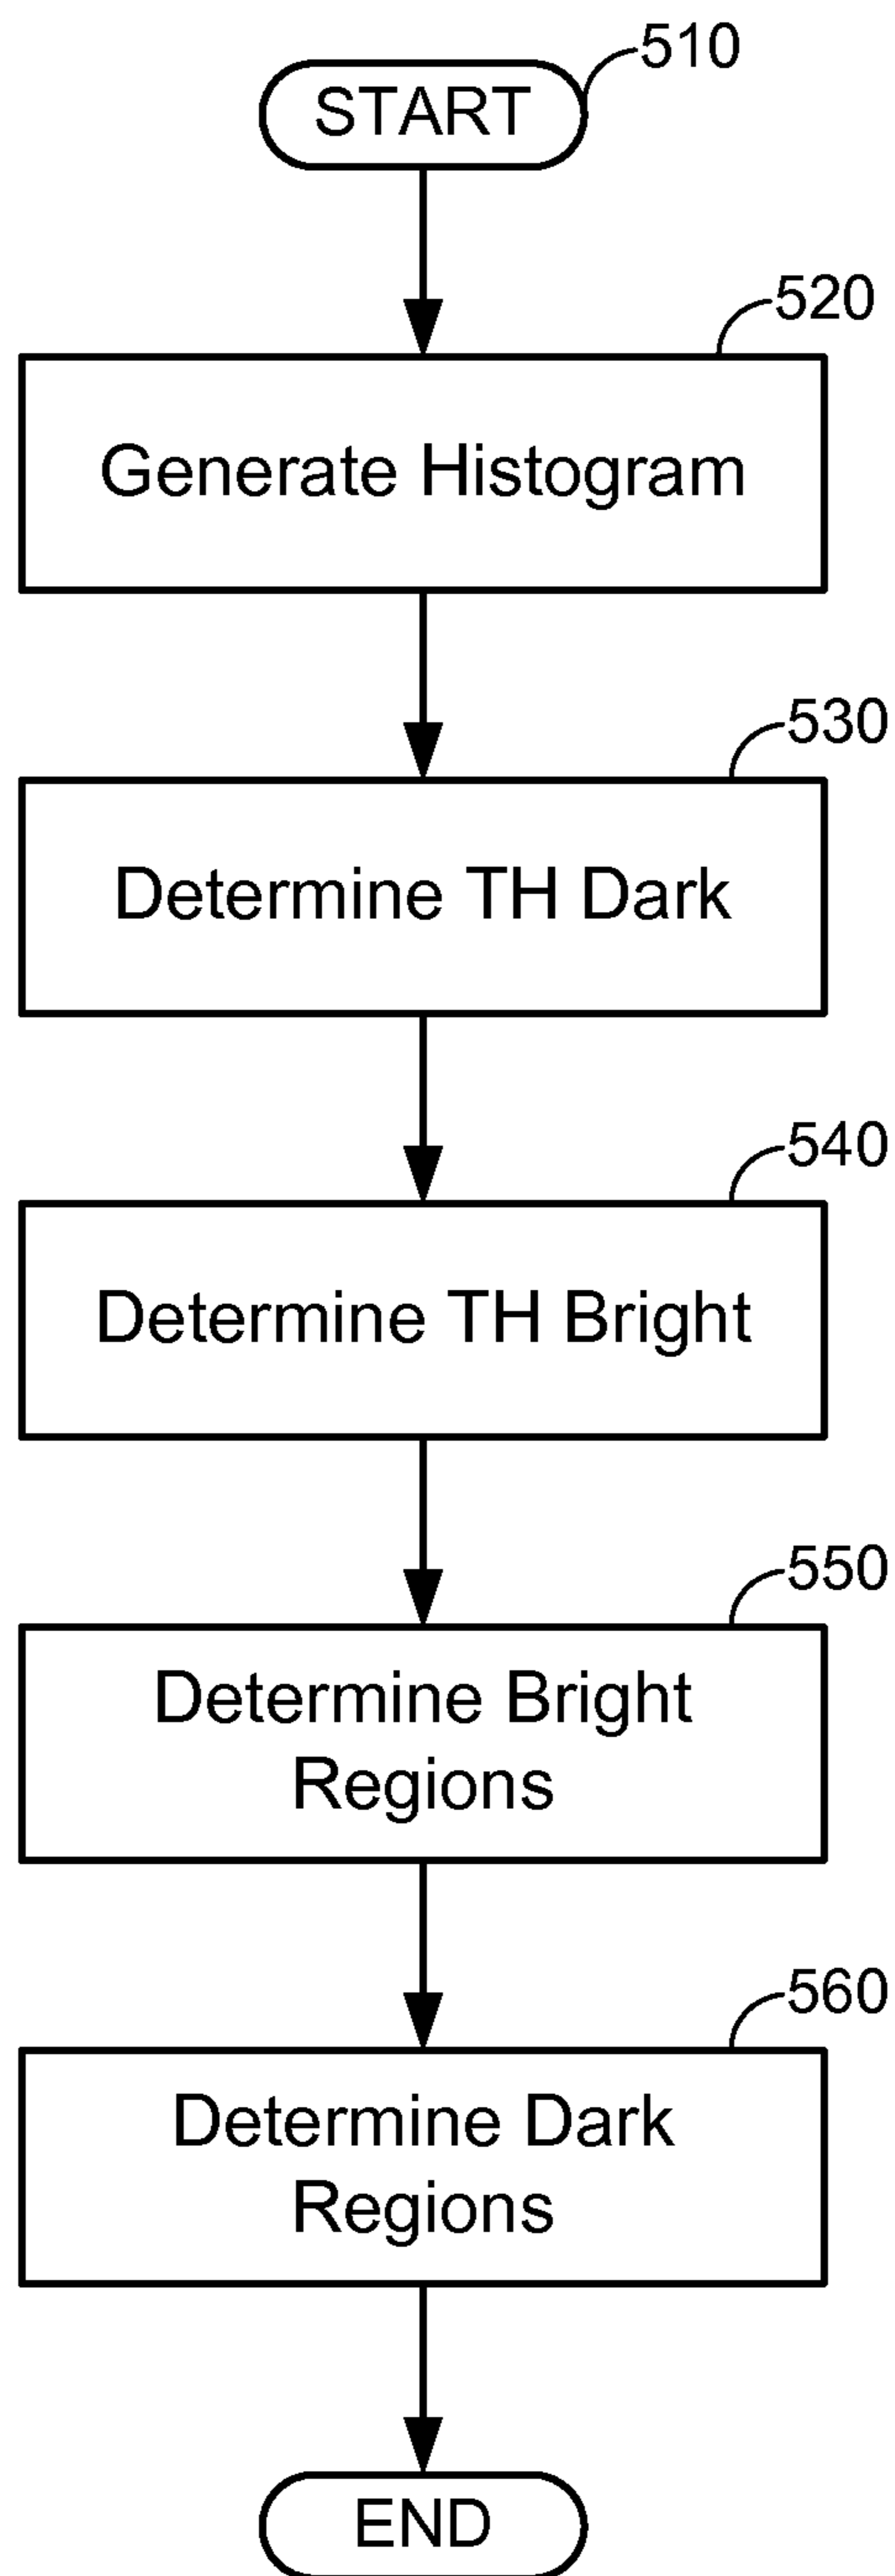 510
START
520
Generate Histogram
530
Determine TH Dark
540
Determine TH Bright
550
Determine Bright
Regions
560
Determine Dark
Regions
END